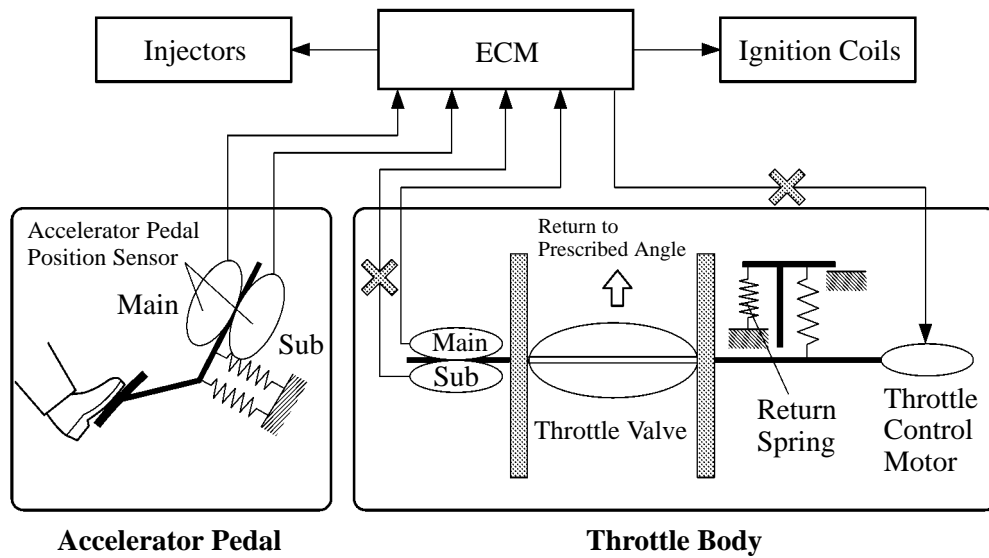 Injectors
ECM
Ignition Coils
Accelerator Pedal
Position Sensor
Main
Sub
Return to
Prescribed Angle
Main
Sub
Throttle Valve
Return
Spring
Throttle
Control
Motor
Accelerator Pedal
Throttle Body